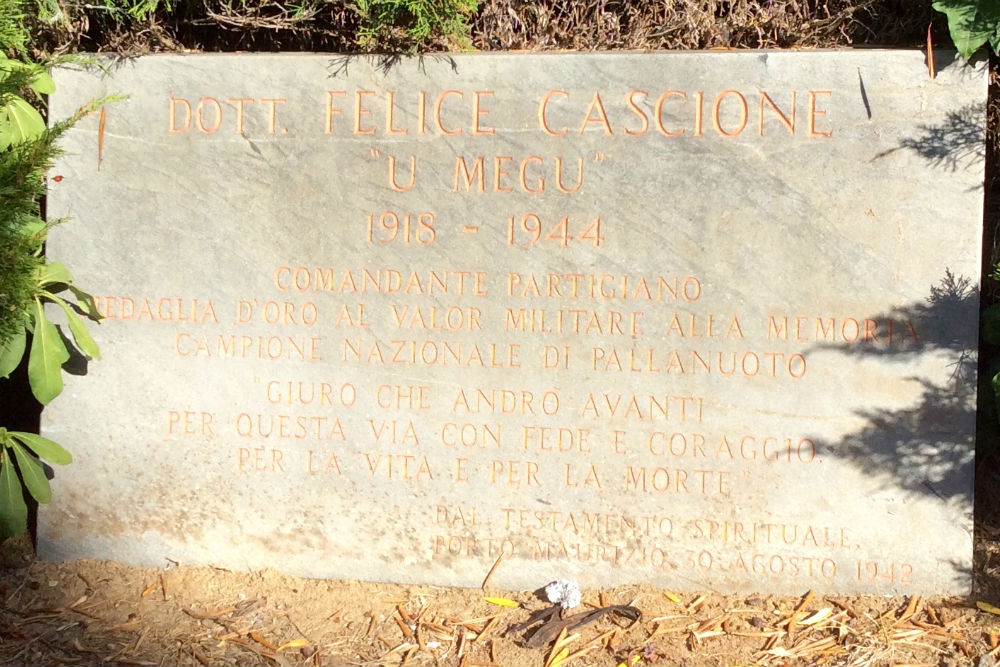 DOTT. FELICE CASCIONE
"U MEGU"
1918 - 1944
COMANDANTE PARTIGIANO
MEDAGLIA D'ORO AL VALOR MILITARE ALLA MEMORIA
CAMPIONE NAZIONALE DI PALLANUOTO
"GIURO CHE ANDRÒ AVANTI
PER QUESTA VIA CON FEDE E CORAGGIO,
PER LA VITA E PER LA MORTE"
DAL TESTAMENTO SPIRITUALE,
PORTO MAURIZIO 30 AGOSTO 1942